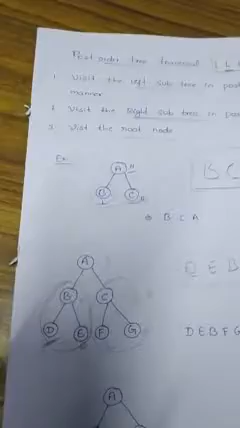 Post order tree traversal
1. Visit the left sub tree in post
manner
2. Visit the Right sub tree in pos
3. Visit the Root node
Ex:
A
B C
B C
B C A
A
B C
D E B
D E F G
D E B F G
A